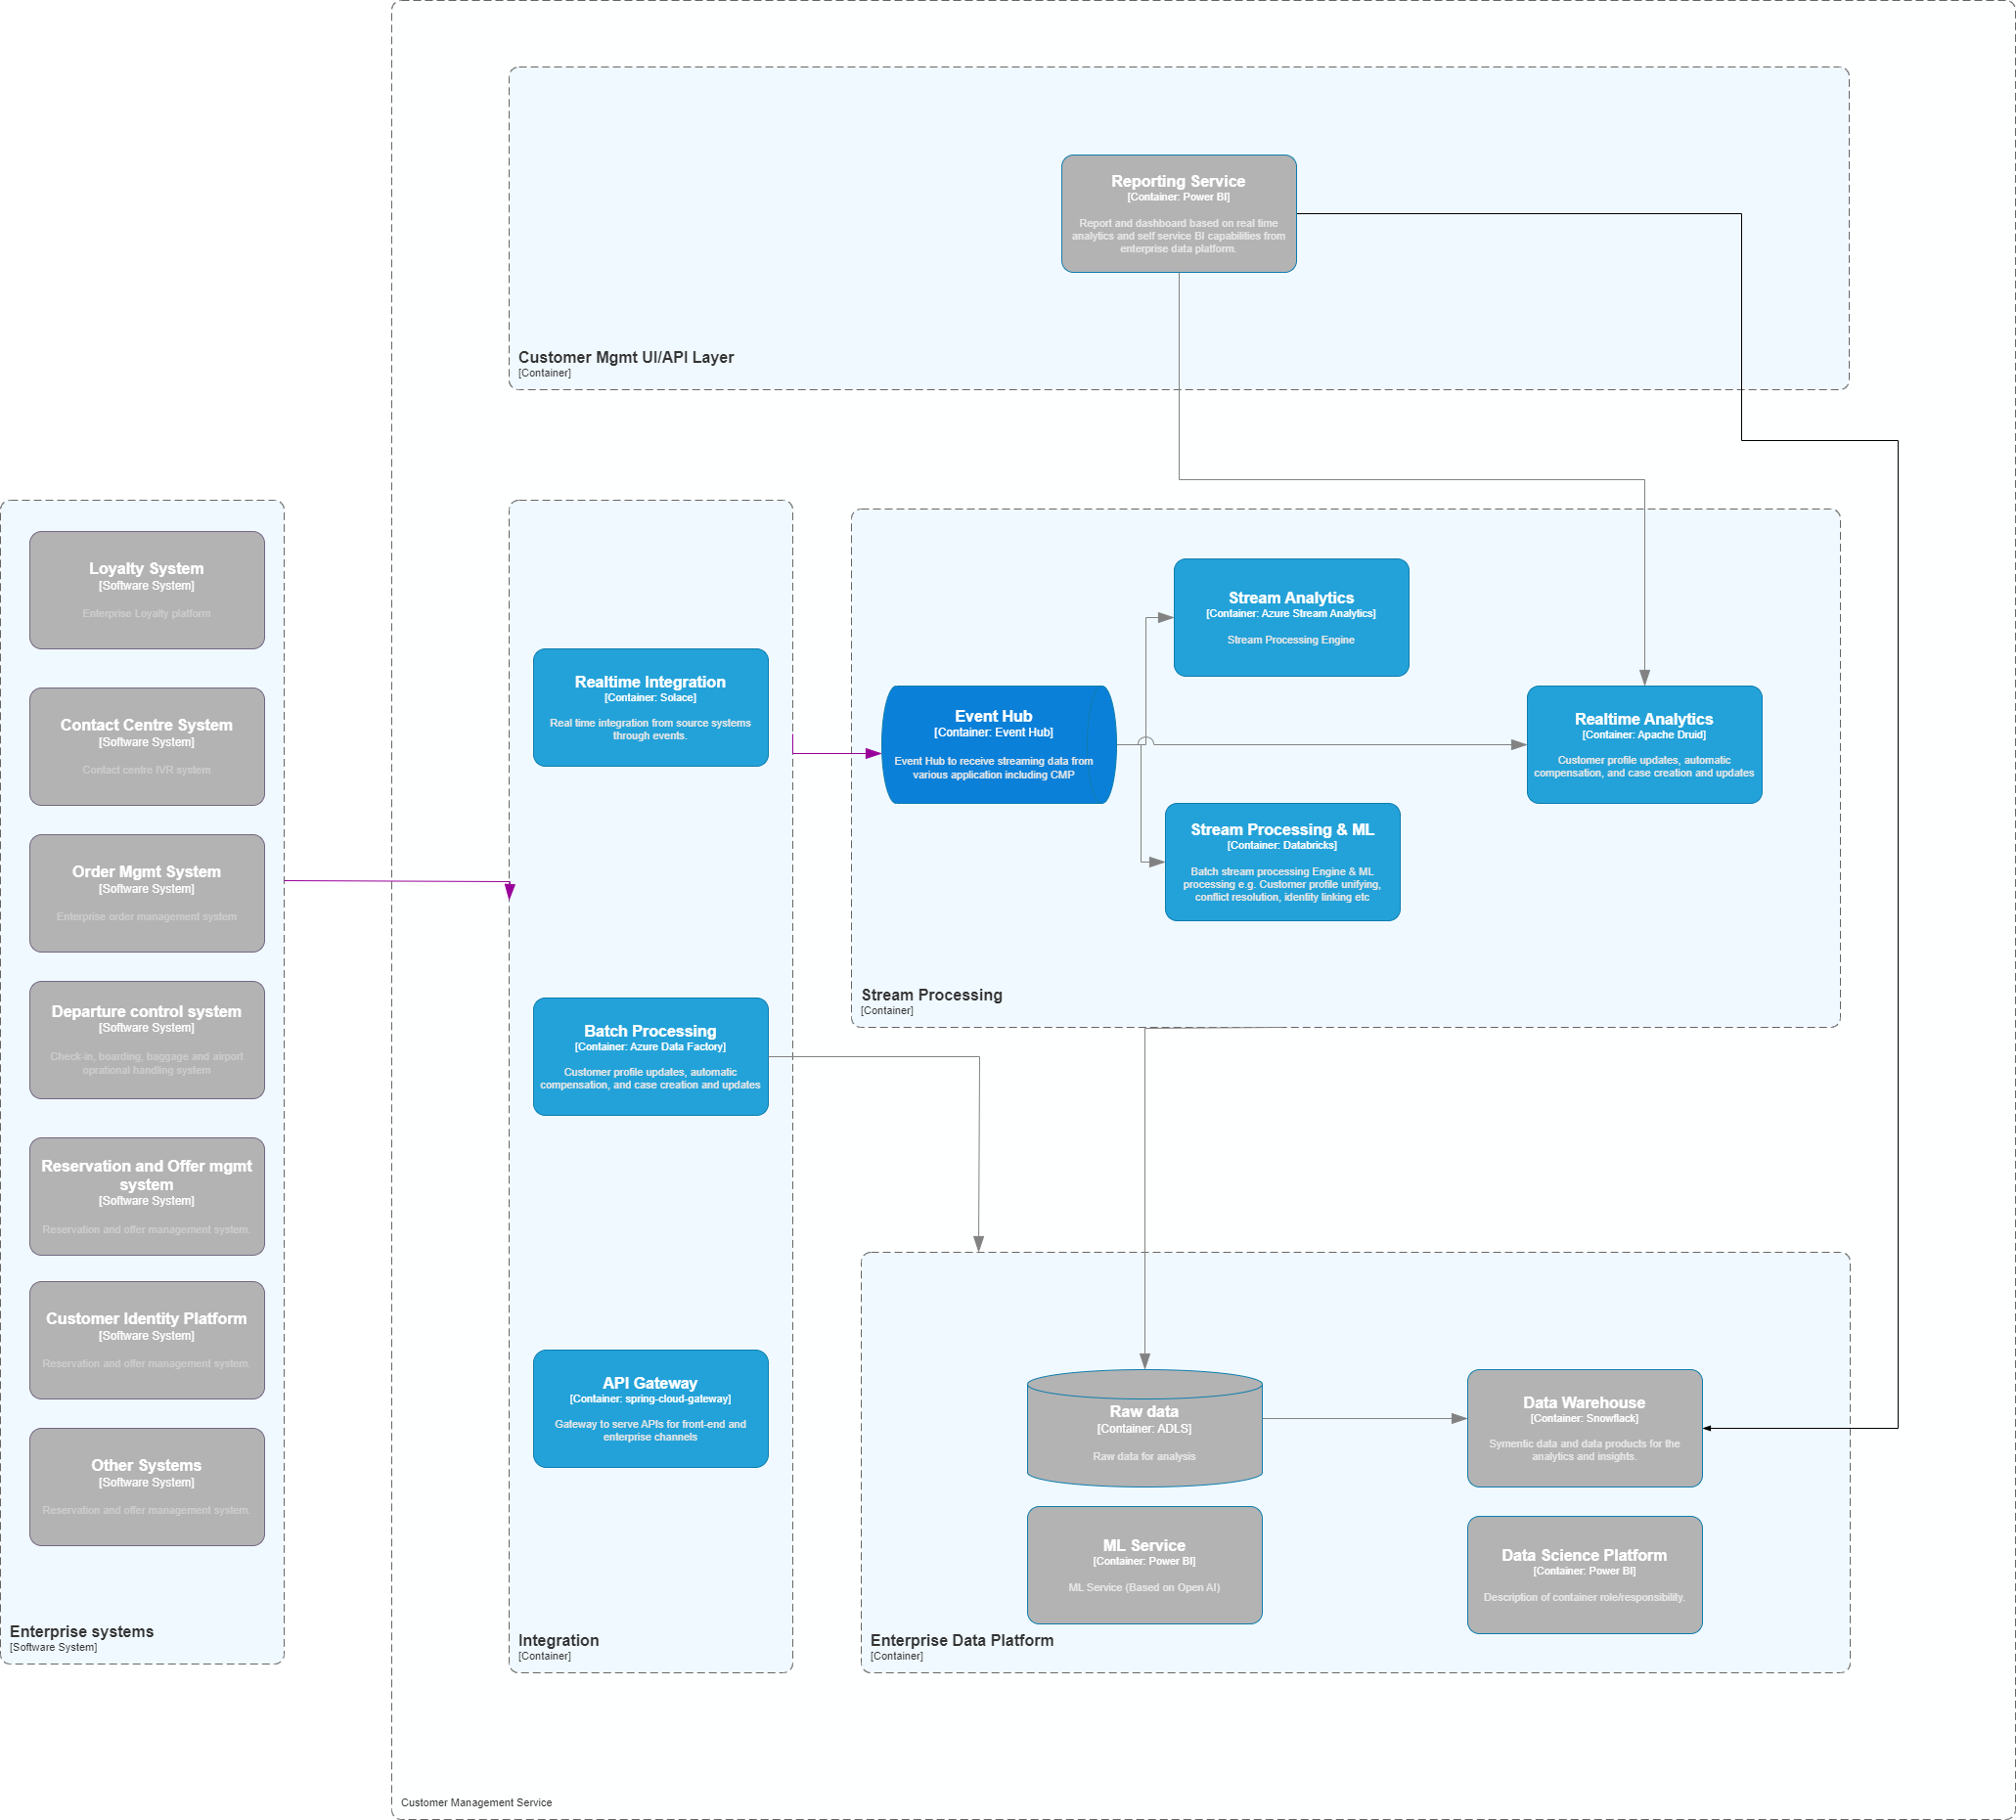 Reporting Service
[Container: Power BI]
Report and dashboard based on real time
analytics and self service BI capabilities from
enterprise data platform.
Customer Mgmt UI/API Layer
[Container]
Loyalty System
[Software System]
Enterprise Loyalty platform
Contact Centre System
[Software System]
Contact centre IVR system
Order Mgmt System
[Software System]
Enterprise order management system
Departure control system
[Software System]
Check-in, boarding, baggage and airport
oprational handling system
Reservation and Offer mgmt
system
[Software System]
Reservation and offer management system.
Customer Identity Platform
[Software System]
Reservation and offer management system.
Other Systems
[Software System]
Reservation and offer management system.
Enterprise systems
[Software System]
Realtime Integration
[Container: Solace]
Real time integration from source systems
through events.
Batch Processing
[Container: Azure Data Factory]
Customer profile updates, automatic
compensation, and case creation and updates
API Gateway
[Container: spring-cloud-gateway]
Gateway to serve APIs for front-end and
enterprise channels
Integration
[Container]
Stream Analytics
[Container: Azure Stream Analytics]
Stream Processing Engine
Event Hub
[Container: Event Hub]
Event Hub to receive streaming data from
various application including CMP
Realtime Analytics
[Container: Apache Druid]
Customer profile updates, automatic
compensation, and case creation and updates
Stream Processing & ML
[Container: Databricks]
Batch stream processing Engine & ML
processing e.g. Customer profile unifying,
conflict resolution, identity linking etc
Stream Processing
[Container]
Raw data
[Container: ADLS]
Raw data for analysis
Data Warehouse
[Container: Snowflack]
Symentic data and data products for the
analytics and insights.
ML Service
[Container: Power BI]
ML Service (Based on Open AI)
Data Science Platform
[Container: Power BI]
Description of container role/responsibility.
Enterprise Data Platform
[Container]
Customer Management Service